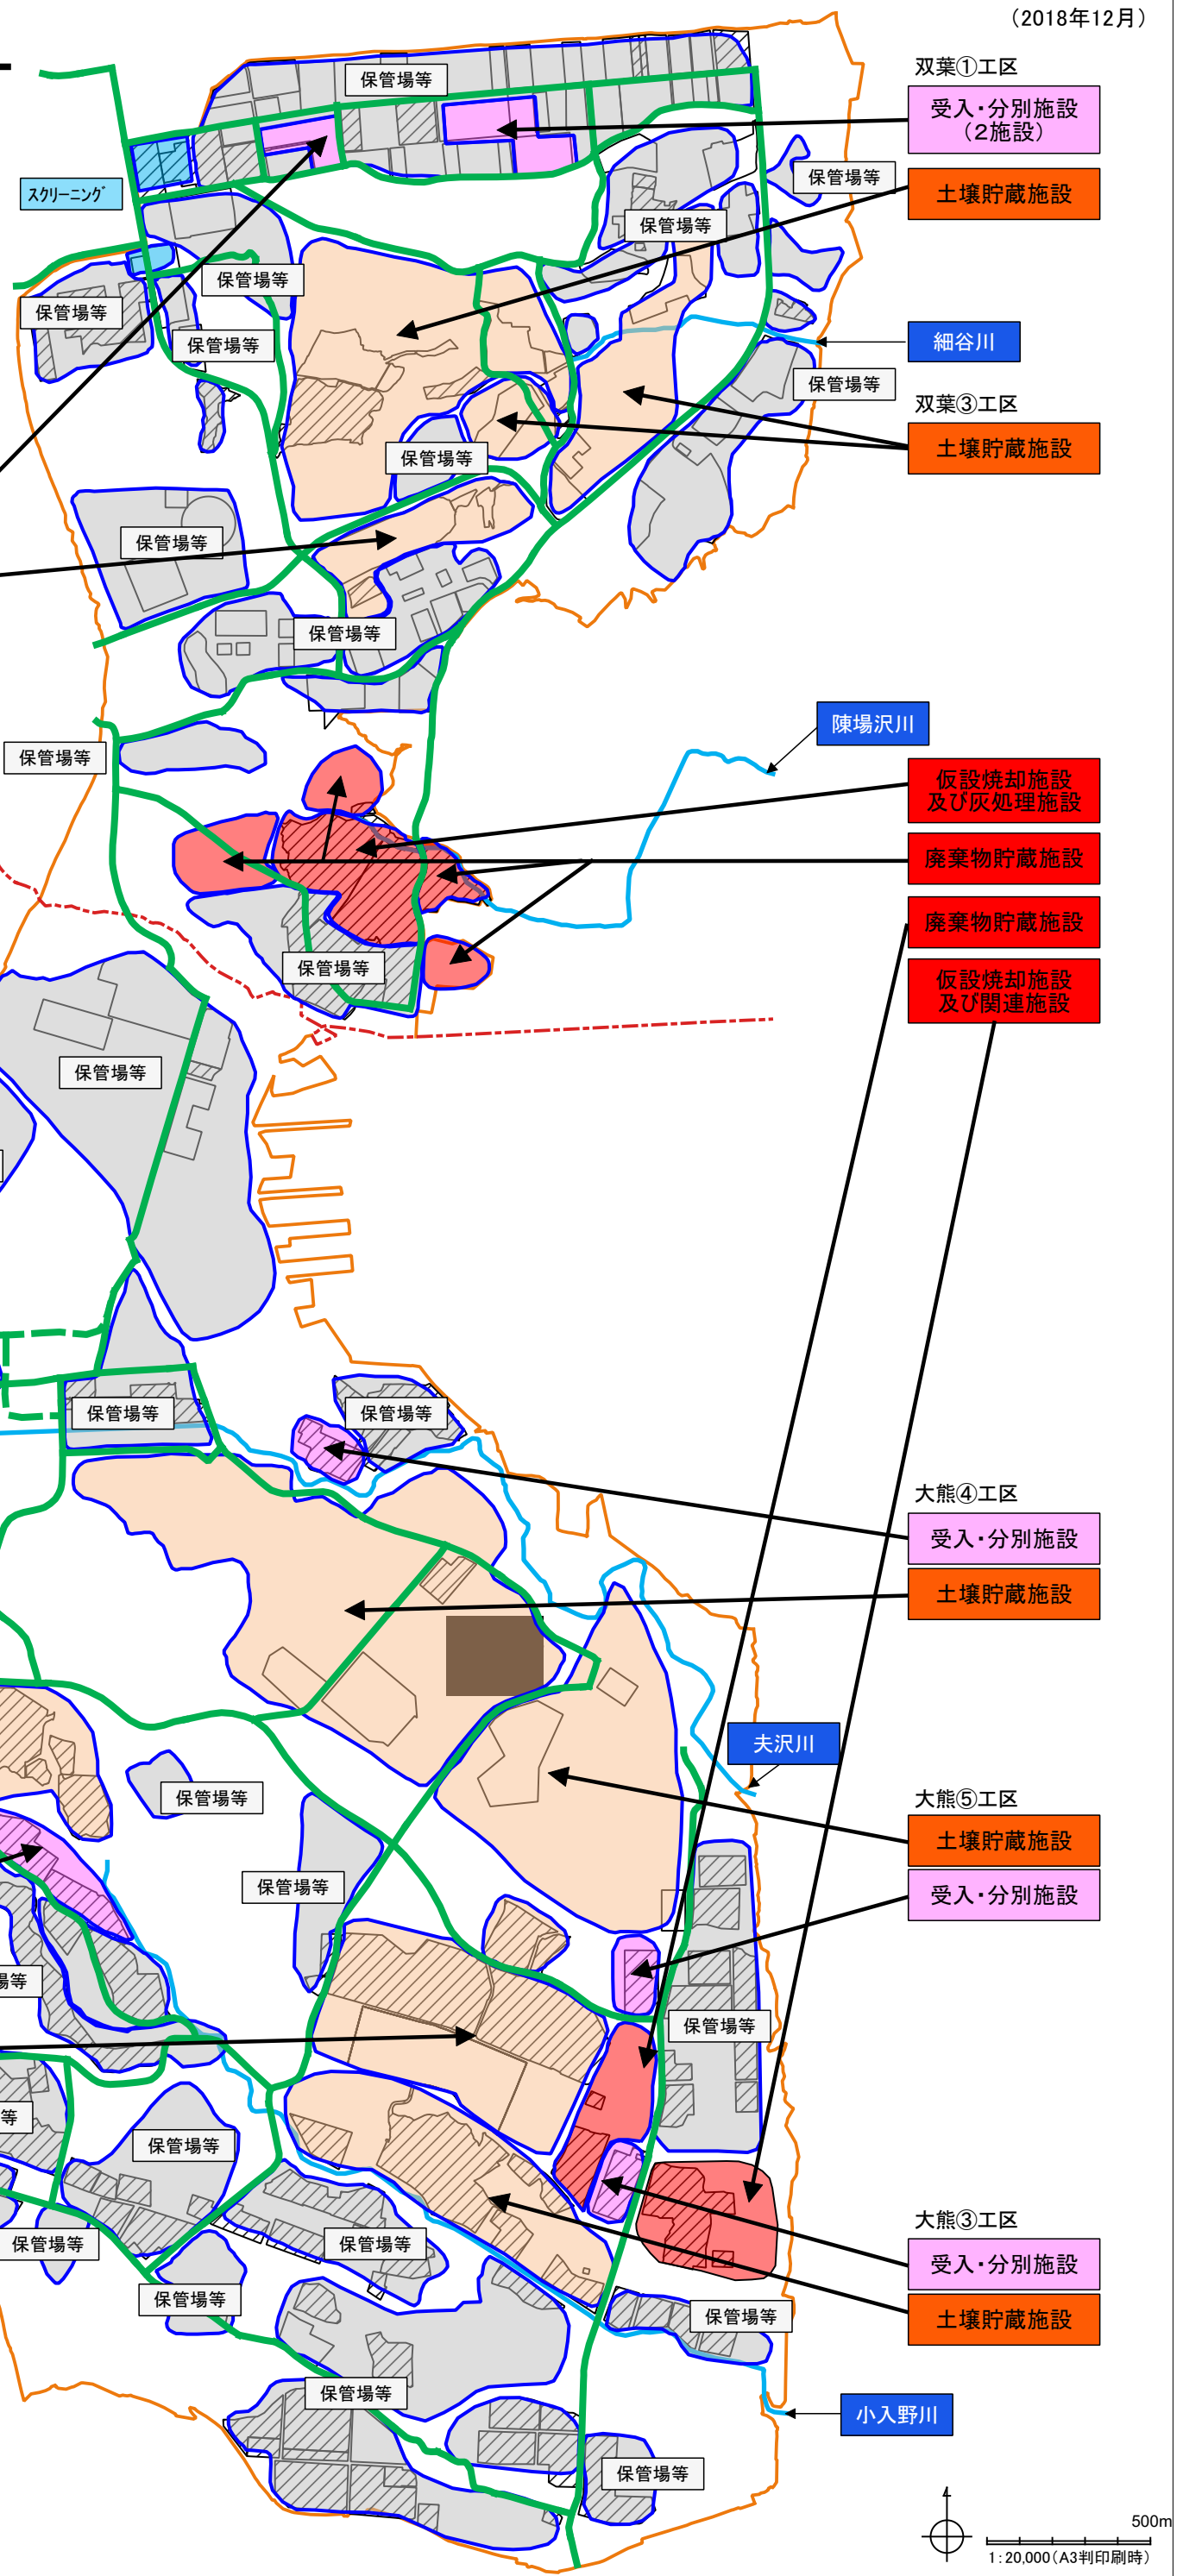 （2018年12月）
双葉①工区
保管場等
受入・分別施設
（2施設）
保管場等
土壌貯蔵施設
スクリーニング
保管場等
保管場等
保管場等
細谷川
保管場等
保管場等
双葉③工区
土壌貯蔵施設
保管場等
保管場等
保管場等
陳場沢川
保管場等
仮設焼却施設
及び灰処理施設
廃棄物貯蔵施設
廃棄物貯蔵施設
保管場等
仮設焼却施設
及び関連施設
保管場等
保管場等
保管場等
大熊④工区
受入・分別施設
土壌貯蔵施設
夫沢川
保管場等
大熊⑤工区
土壌貯蔵施設
保管場等
受入・分別施設
場等
保管場等
等
保管場等
大熊③工区
保管場等
保管場等
受入・分別施設
保管場等
保管場等
土壌貯蔵施設
保管場等
小入野川
保管場等
500m
1：20,000（A3判印刷時）